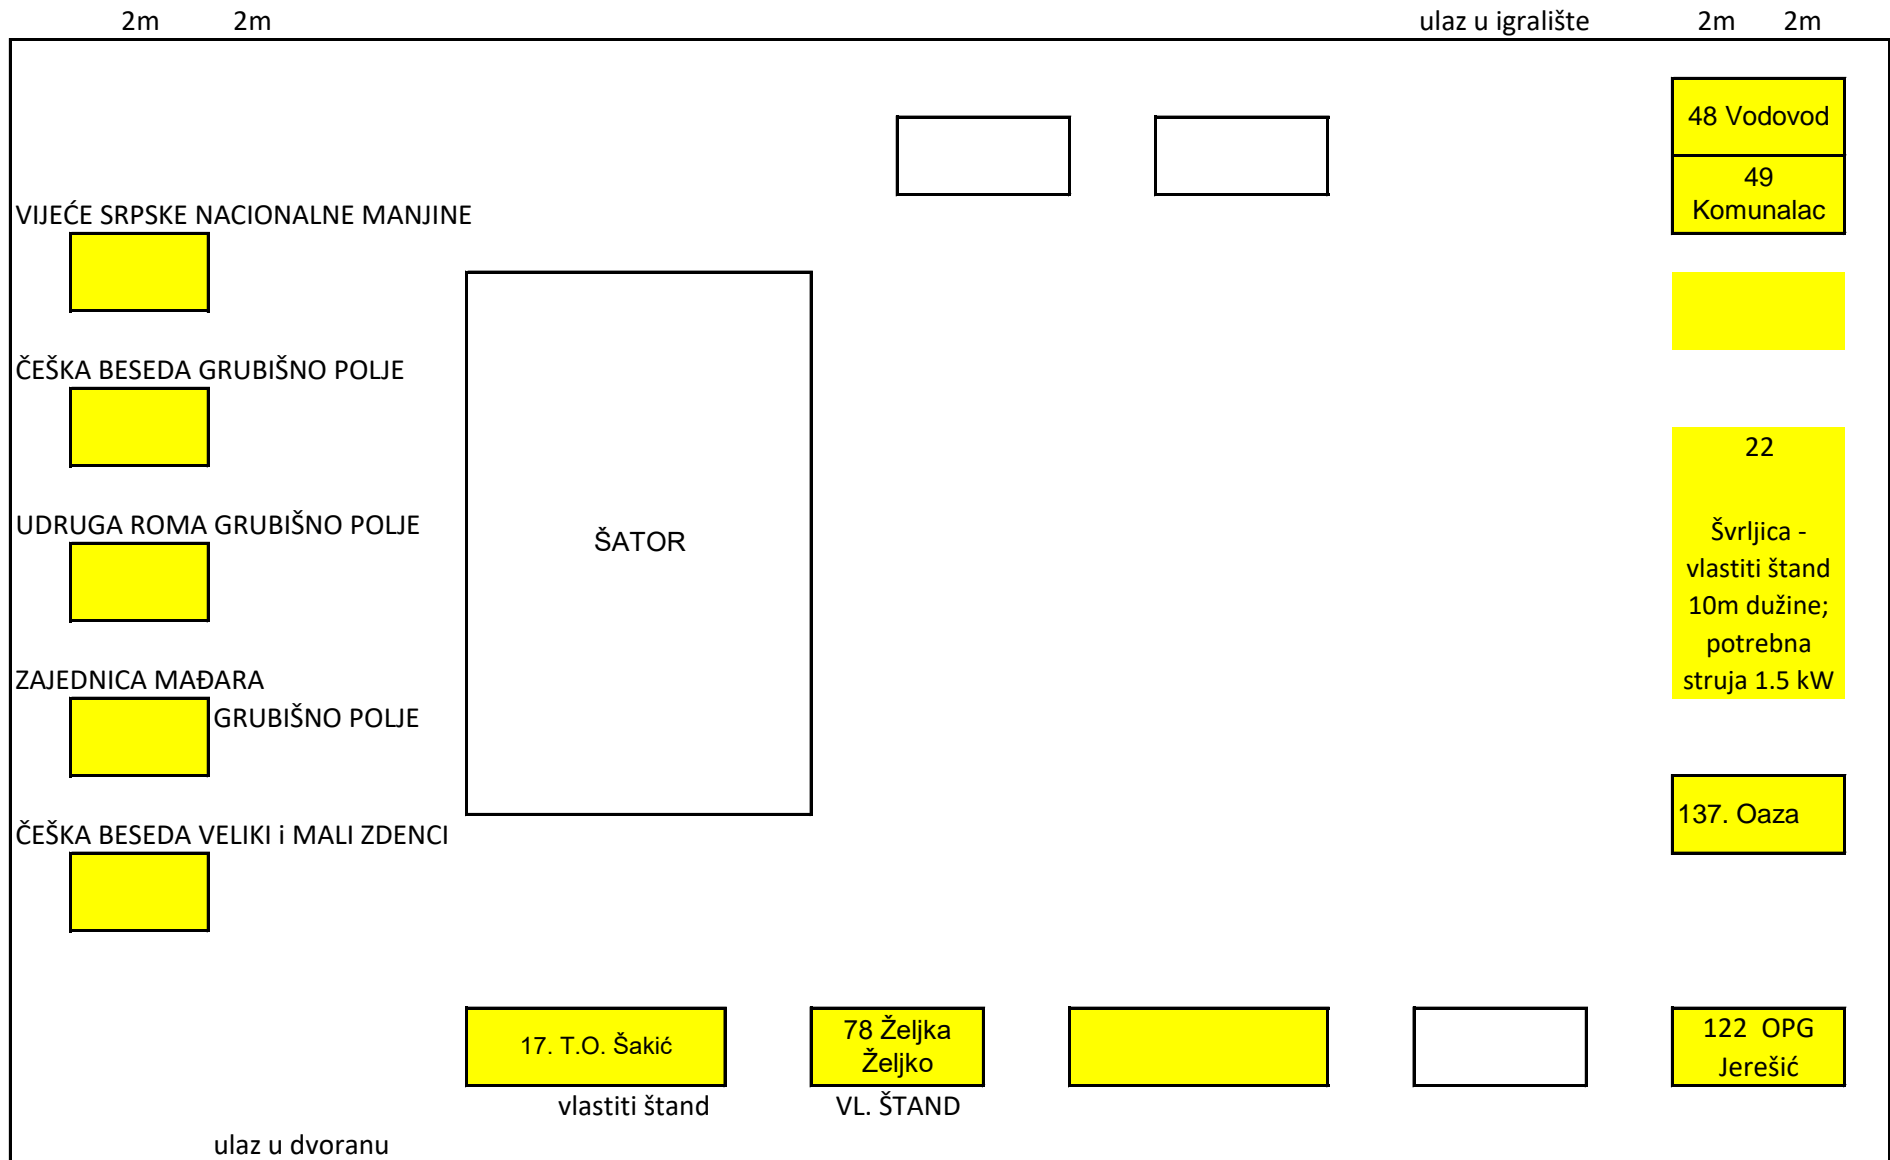 2m 2m ulaz u igralište 2m 2m
48 Vodovod
49
Komunalac
VIJEĆE SRPSKE NACIONALNE MANJINE
ČEŠKA BESEDA GRUBIŠNO POLJE
22
UDRUGA ROMA GRUBIŠNO POLJE
ŠATOR
Švrljica -
vlastiti štand
10m dužine;
potrebna
struja 1.5 kW
ZAJEDNICA MAĐARA
GRUBIŠNO POLJE
137. Oaza
ČEŠKA BESEDA VELIKI i MALI ZDENCI
17. T.O. Šakić
78 Željka
Željko
122 OPG
Jerešić
vlastiti štand
VL. ŠTAND
ulaz u dvoranu